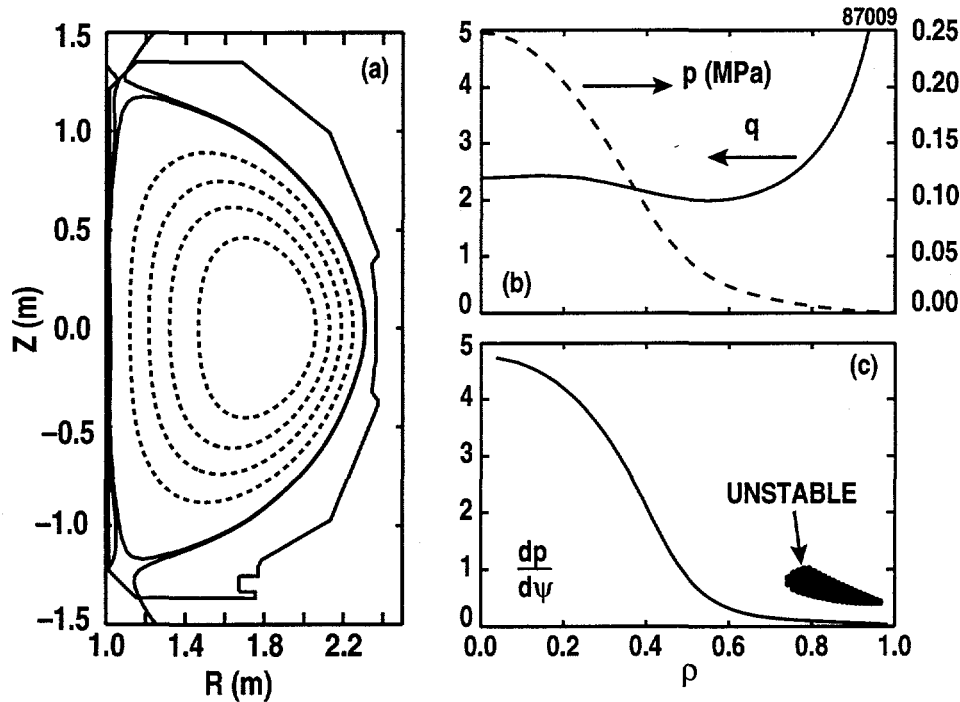 1.5
1.0
0.5
0.0
−0.5
−1.0
−1.5
Z (m)
(a)
1.0 1.4 1.8 2.2
R (m)
87009
5
4
3
2
1
0
p (MPa)
q
(b)
0.25
0.20
0.15
0.10
0.05
0.00
5
4
3
2
1
0
(c)
UNSTABLE
dp
dψ
0.0 0.2 0.4 0.6 0.8 1.0
ρ